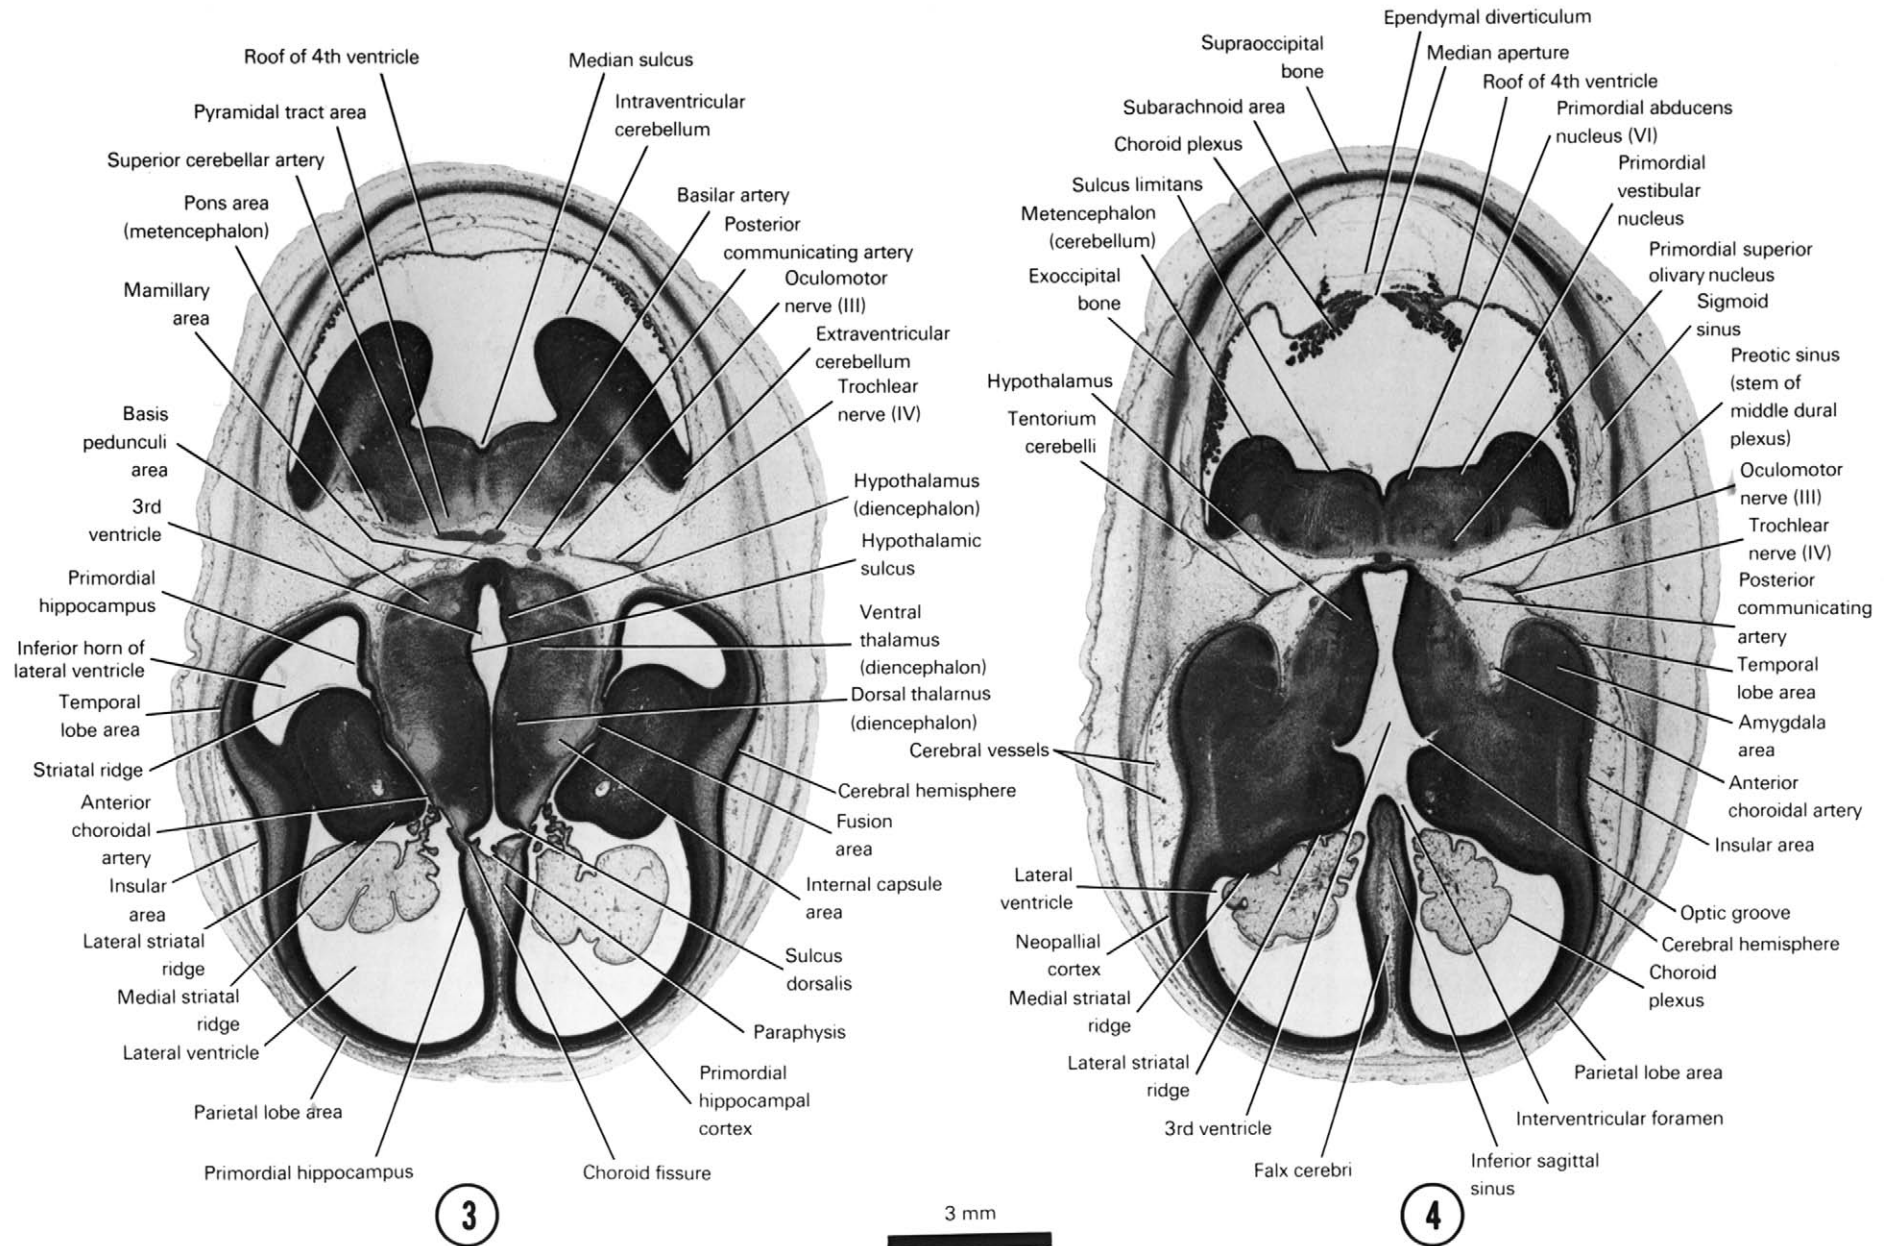 Roof of 4th ventricle
Median sulcus
Pyramidal tract area
Intraventricular
cerebellum
Superior cerebellar artery
Pons area
(metencephalon)
Basilar artery
Posterior
communicating artery
Oculomotor
nerve (III)
Mamillary
area
Extraventricular
cerebellum
Trochlear
nerve (IV)
Basis
pedunculi
area
3rd
ventricle
Hypothalamus
(diencephalon)
Hypothalamic
sulcus
Primordial
hippocampus
Ventral
thalamus
(diencephalon)
Inferior horn of
lateral ventricle
Temporal
lobe area
Dorsal thalarnus
(diencephalon)
Striatal ridge
Cerebral hemisphere
Anterior
choroidal
artery
Fusion
area
Insular
area
Internal capsule
area
Lateral striatal
ridge
Sulcus
dorsalis
Medial striatal
ridge
Paraphysis
Lateral ventricle
Primordial
hippocampal
cortex
Parietal lobe area
Primordial hippocampus
Choroid fissure
3
3 mm
Ependymal diverticulum
Supraoccipital
bone
Median aperture
Roof of 4th ventricle
Subarachnoid area
Primordial abducens
nucleus (VI)
Choroid plexus
Primordial
vestibular
nucleus
Sulcus limitans
Metencephalon
(cerebellum)
Primordial superior
olivary nucleus
Exoccipital
bone
Sigmoid
sinus
Preotic sinus
(stem of
middle dural
plexus)
Hypothalamus
Tentorium
cerebelli
Oculomotor
nerve (III)
Trochlear
nerve (IV)
Posterior
communicating
artery
Temporal
lobe area
Amygdala
area
Cerebral vessels
Anterior
choroidal artery
Insular area
Lateral
ventricle
Optic groove
Neopallial
cortex
Cerebral hemisphere
Choroid
plexus
Medial striatal
ridge
Lateral striatal
ridge
Parietal lobe area
3rd ventricle
Interventricular foramen
Falx cerebri
Inferior sagittal
sinus
4